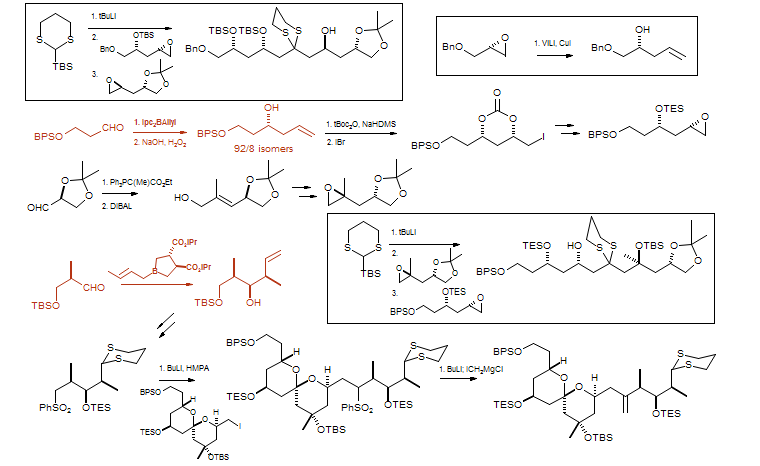 1. tBuLI
2.
OTBS
BnO
O
3.
O
O
O
S
S
TBS
TBSO
TBSO
S
S
OH
O
O
BnO
BnO
O
1. ViLi, CuI
OH
BnO
BPSO
CHO
1. Ipc₂BAllyl
2. NaOH, H₂O₂
OH
BPSO
92/8 isomers
1. tBoc₂O, NaHDMS
2. IBr
O
O
O
BPSO
I
OTES
BPSO
O
O
O
OHC
1. Ph₃PC(Me)CO₂Et
2. DIBAL
HO
O
O
O
O
O
S
S
TBS
1. tBuLI
2.
O
O
O
3.
OTES
BPSO
O
TESO
HO
S
S
OTBS
O
O
BPSO
CHO
TBSO
CO₂IPr
B
CO₂IPr
TBSO
OH
S
S
PhSO₂
OTES
1. BuLI, HMPA
BPSO
H
O
O
H
I
TESO
OTBS
BPSO
H
O
O
H
TESO
PhSO₂
OTES
OTBS
S
S
1. BuLI; ICH₂MgCl
BPSO
H
O
O
H
TESO
OTES
OTBS
S
S